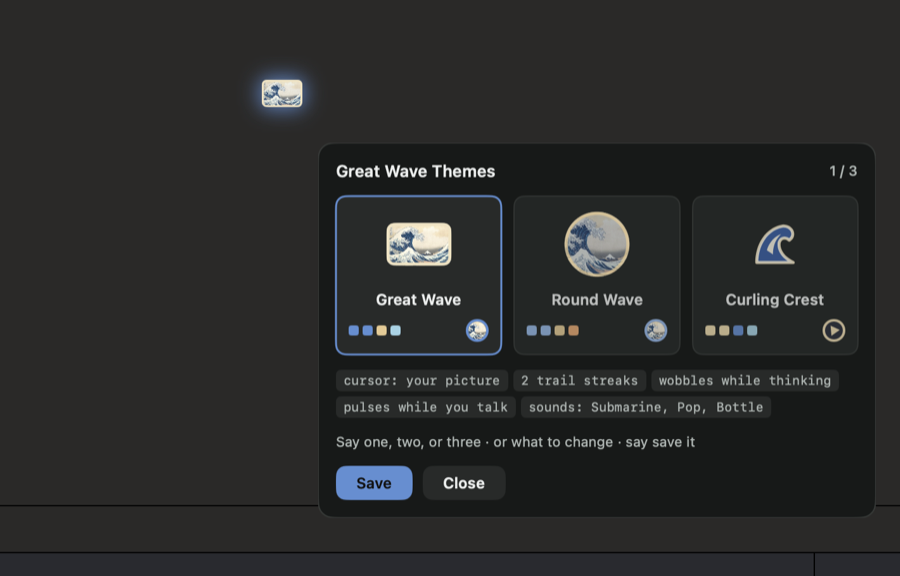 Great Wave Themes
1 / 3
Great Wave
Round Wave
Curling Crest
cursor: your picture
2 trail streaks
wobbles while thinking
pulses while you talk
sounds: Submarine, Pop, Bottle
Say one, two, or three · or what to change · say save it
Save
Close